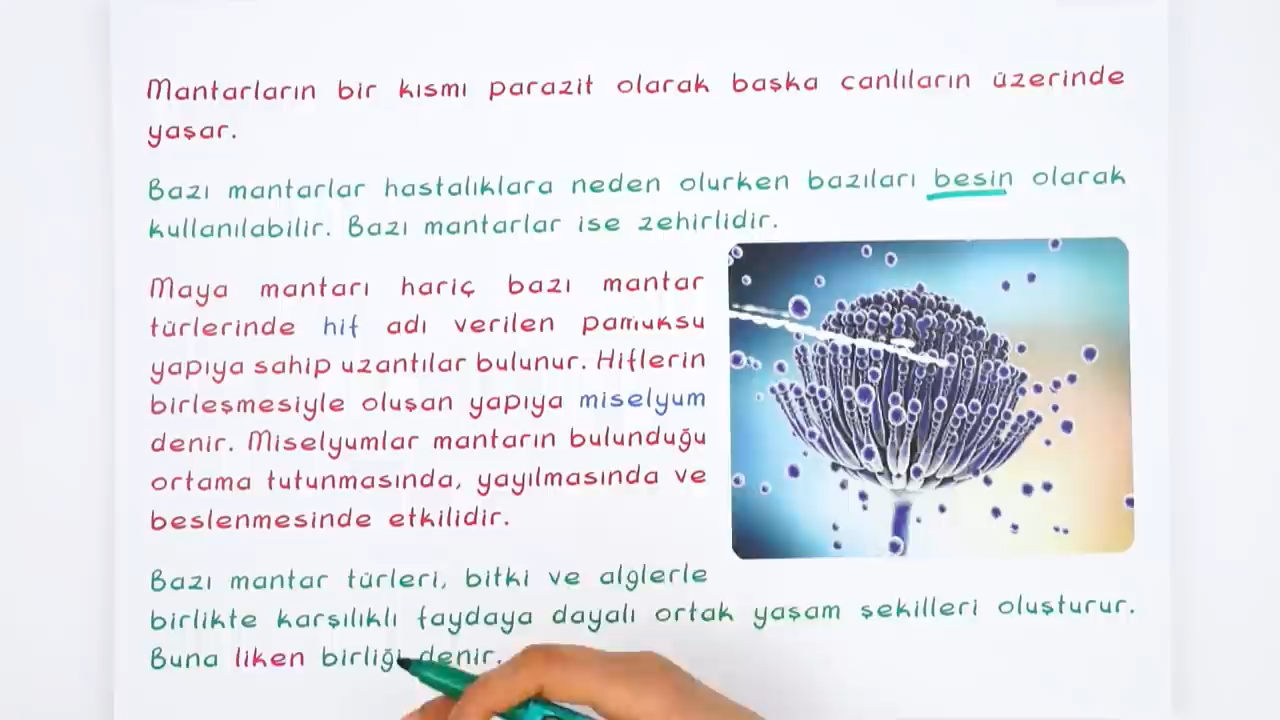 Mantarların bir kısmı parazit olarak başka canlıların üzerinde
yaşar.
Bazı mantarlar hastalıklara neden olurken bazıları besin olarak
kullanılabilir. Bazı mantarlar ise zehirlidir.
Maya mantarı hariç bazı mantar
türlerinde hif adı verilen pamuksu
yapıya sahip uzantılar bulunur. Hiflerin
birleşmesiyle oluşan yapıya miselyum
denir. Miselyumlar mantarın bulunduğu
ortama tutunmasında, yayılmasında ve
beslenmesinde etkilidir.
Bazı mantar türleri, bitki ve alglerle
birlikte karşılıklı faydaya dayalı ortak yaşam şekilleri oluşturur.
Buna liken birliği denir.